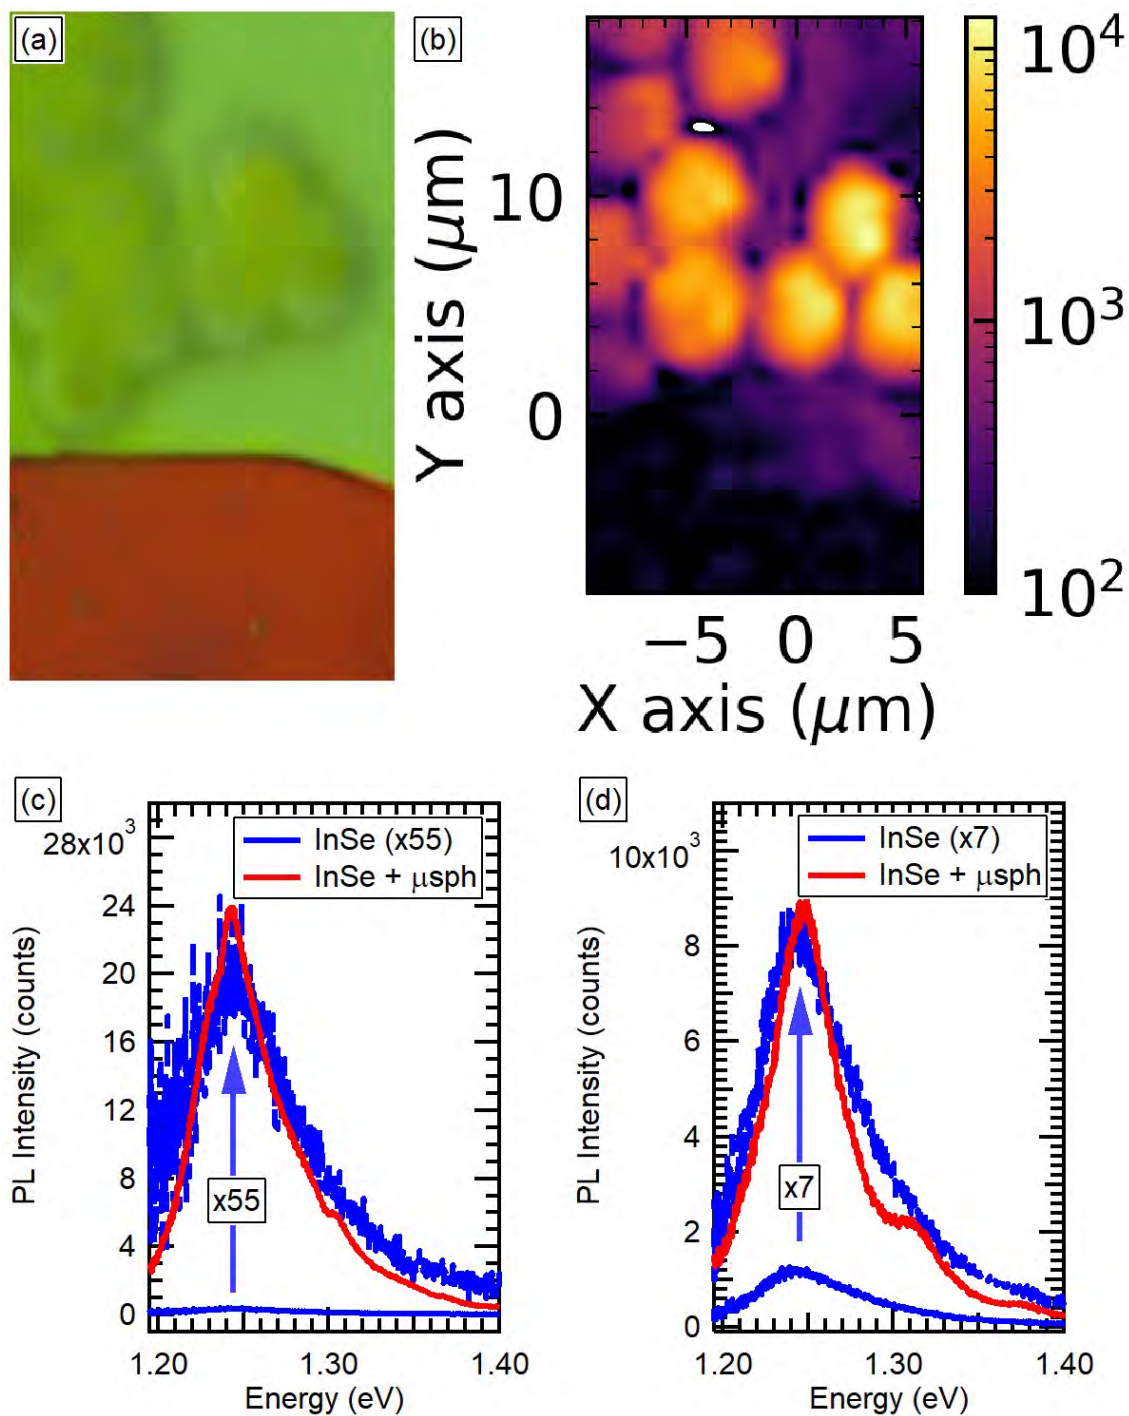 (a)
(b)
10⁴
10³
10²
10
0
Y axis (μm)
−5 0 5
X axis (μm)
(c)
28x10³
24
20
16
12
8
4
0
PL Intensity (counts)
InSe (x55)
InSe + μsph
x55
1.20 1.30 1.40
Energy (eV)
(d)
10x10³
8
6
4
2
0
PL Intensity (counts)
InSe (x7)
InSe + μsph
x7
1.20 1.30 1.40
Energy (eV)